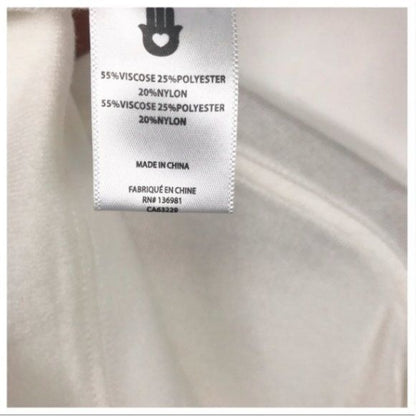 55%VISCOSE 25%POLYESTER
20%NYLON
55%VISCOSE 25%POLYESTER
20%NYLON
MADE IN CHINA
FABRIQUÉ EN CHINE
RN# 136981
CA63229